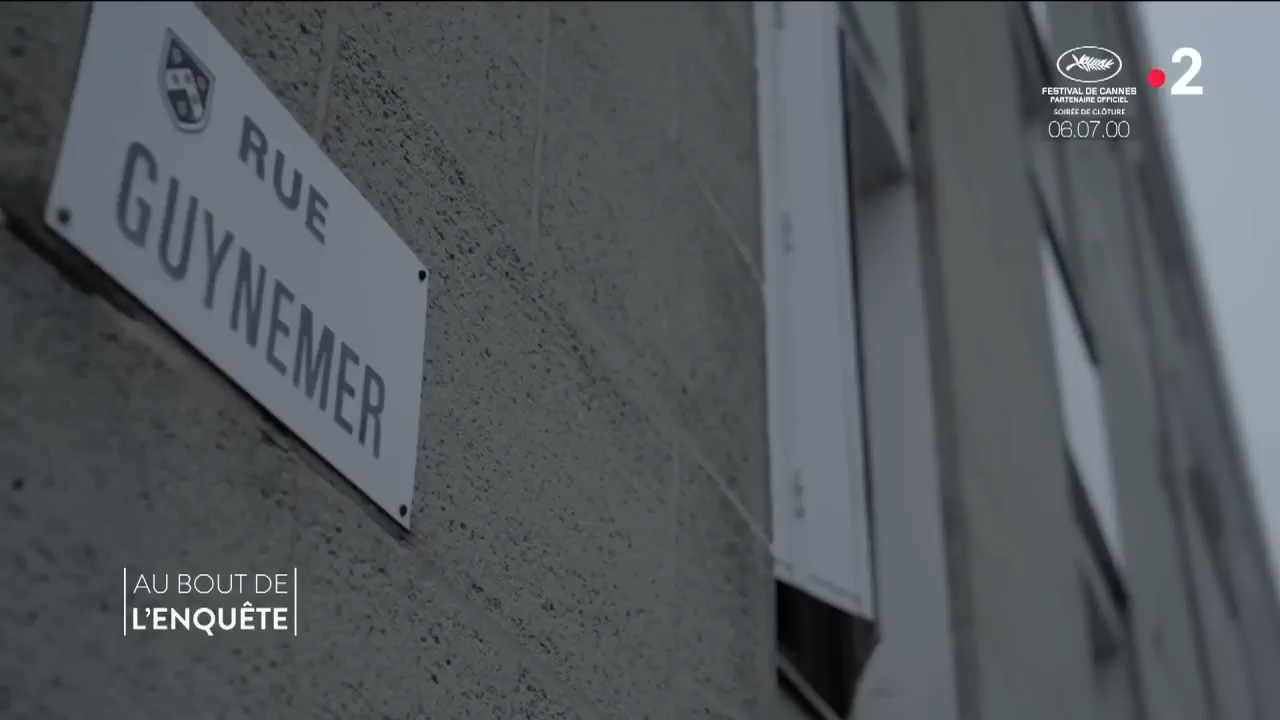 RUE
GUYNEMER
FESTIVAL DE CANNES
PARTENAIRE OFFICIEL
SOIRÉE DE CLÔTURE
06.07.00
2
AU BOUT DE
L'ENQUÊTE